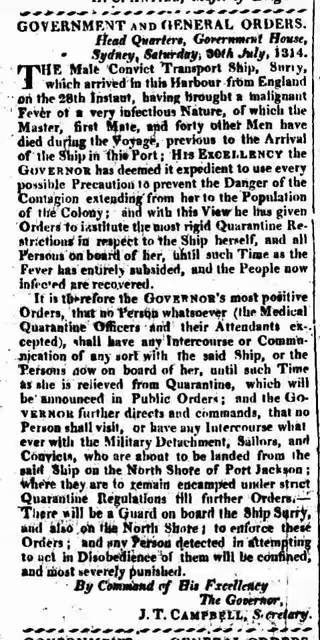 GOVERNMENT AND GENERAL ORDERS.
Head Quarters, Government House,
Sydney, Saturday, 30th July, 1814.
THE Male Convict Transport Ship, Surry,
which arrived in this Harbour from England
on the 28th Instant, having brought a malignant
Fever of a very infectious Nature, of which the
Master, first Mate, and forty other Men have
died during the Voyage, previous to the Arrival
of the Ship in this Port; HIS EXCELLENCY the
GOVERNOR has deemed it expedient to use every
possible Precaution to prevent the Danger of the
Contagion extending from her to the Population
of the Colony; and with this View he has given
Orders to institute the most rigid Quarantine Re-
strictions in respect to the Ship herself, and all
Persons on board of her, until such Time as the
Fever has entirely subsided, and the People now
infected are recovered.
It is therefore the GOVERNOR's most positive
Orders, that no Person whatsoever (the Medical
Quarantine Officers and their Attendants ex-
cepted), shall have any Intercourse or Commu-
nication of any sort with the said Ship, or the
Persons now on board of her, until such Time
as she is relieved from Quarantine, which will
be announced in Public Orders; and the GO-
VERNOR further directs and commands, that no
Person shall visit, or have any Intercourse what
ever with the Military Detachment, Sailors, and
Convicts, who are about to be landed from the
said Ship on the North Shore of Port Jackson;
where they are to remain encamped under strict
Quarantine Regulations till further Orders.—
There will be a Guard on board the Ship Surry,
and also on the North Shore; to enforce these
Orders; and any Person detected in attempting
to act in Disobedience of them will be confined,
and most severely punished.
By Command of His Excellency
The Governor,
J. T. CAMPBELL, Secretary.